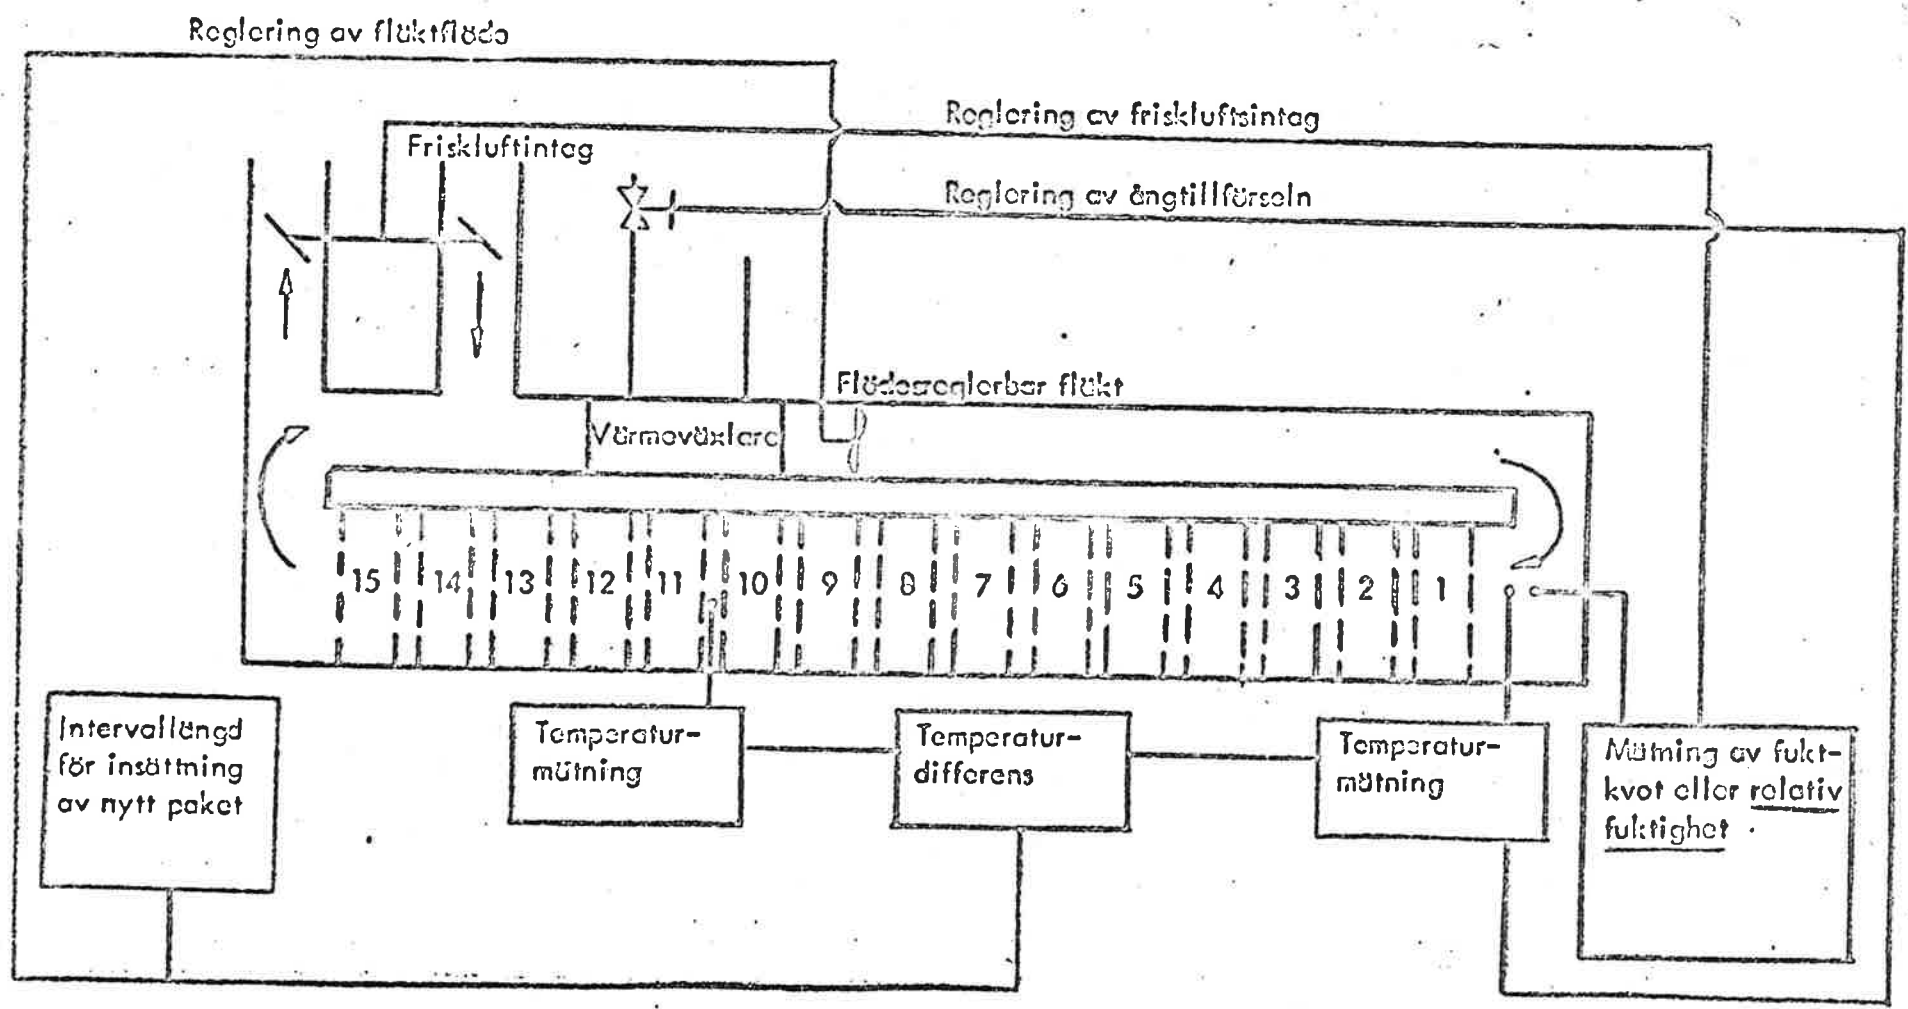 Reglering av fläktflöde
Reglering av friskluftsintag
Friskluftintag
Reglering av ångtillförseln
Flödesreglerbar fläkt
Värmeväxlare
15 14 13 12 11 10 9 8 7 6 5 4 3 2 1
Intervallängd
för insättning
av nytt paket
Temperatur-
mätning
Temperatur-
differens
Temperatur-
mätning
Mätning av fukt-
kvot eller relativ
fuktighet